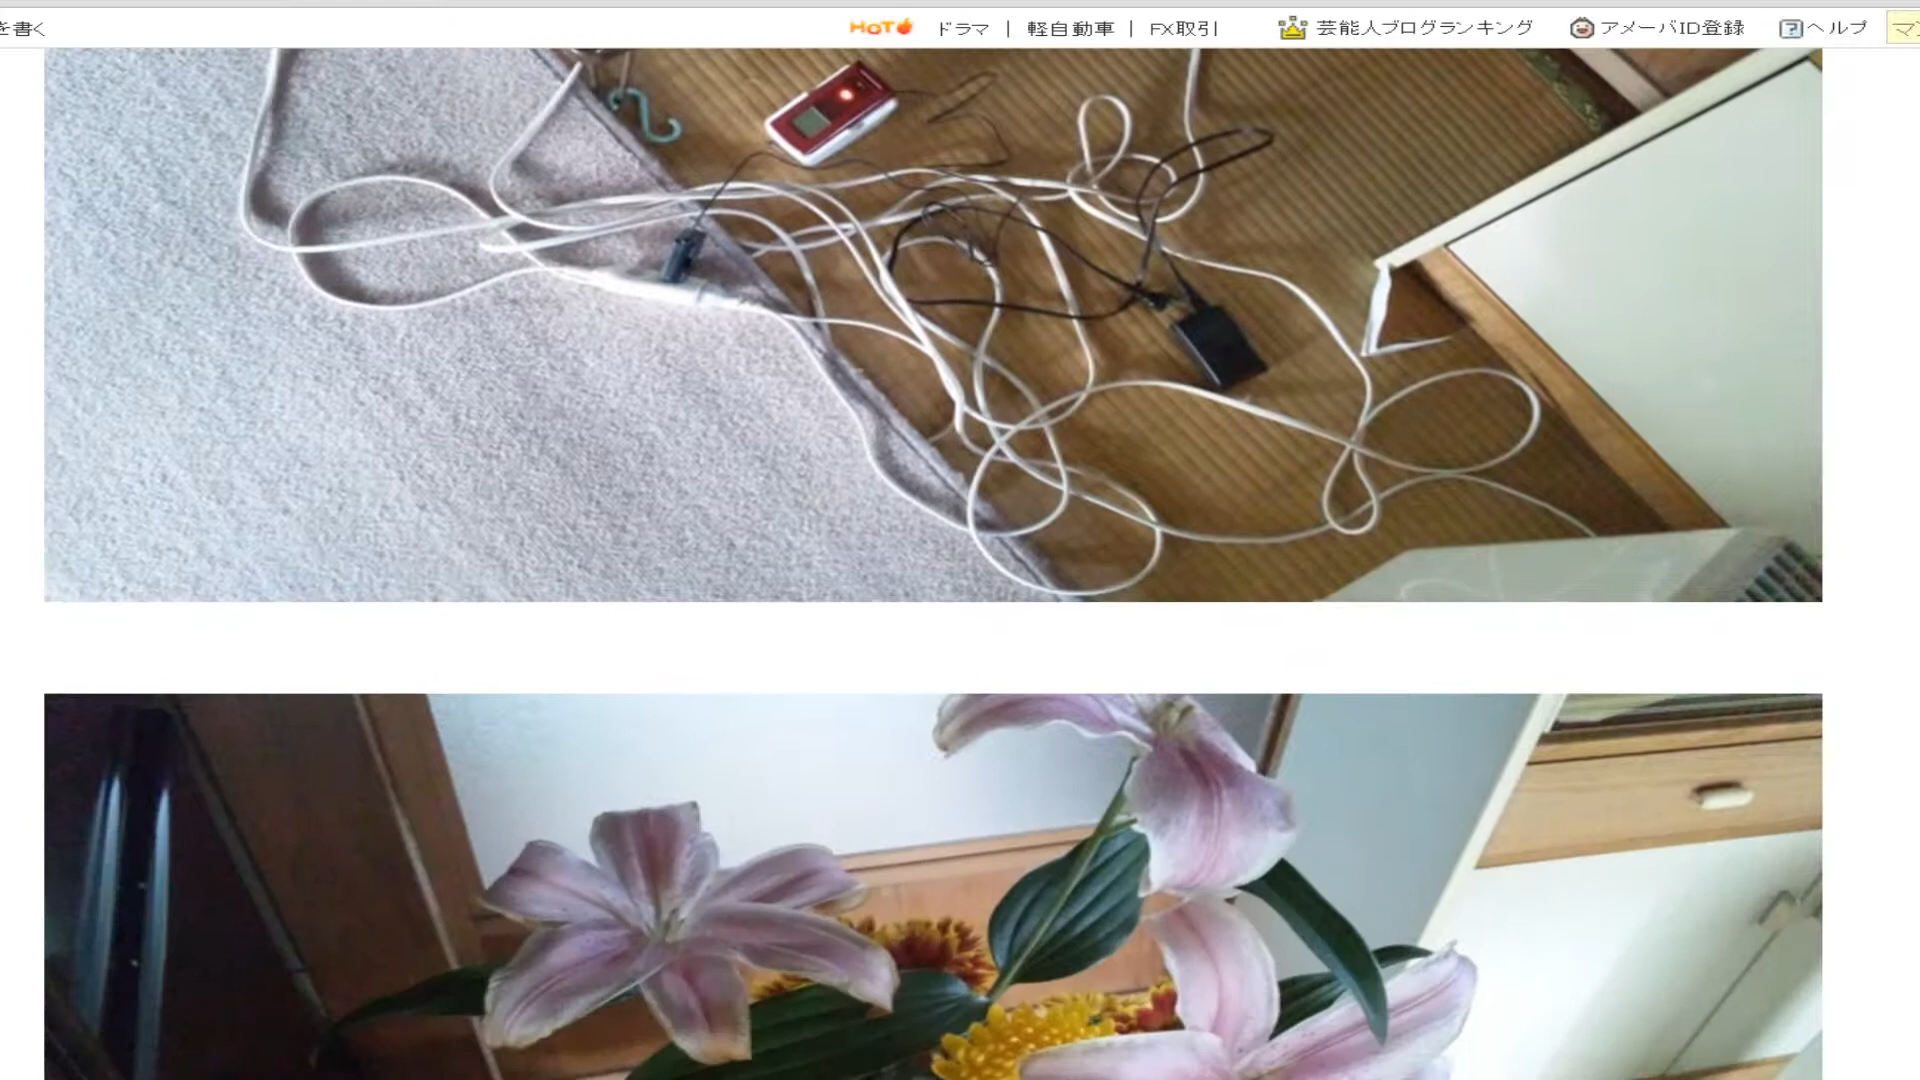 を書く HOT ドラマ | 軽自動車 | FX取引 芸能人ブログランキング アメーバID登録 ? ヘルプ マ